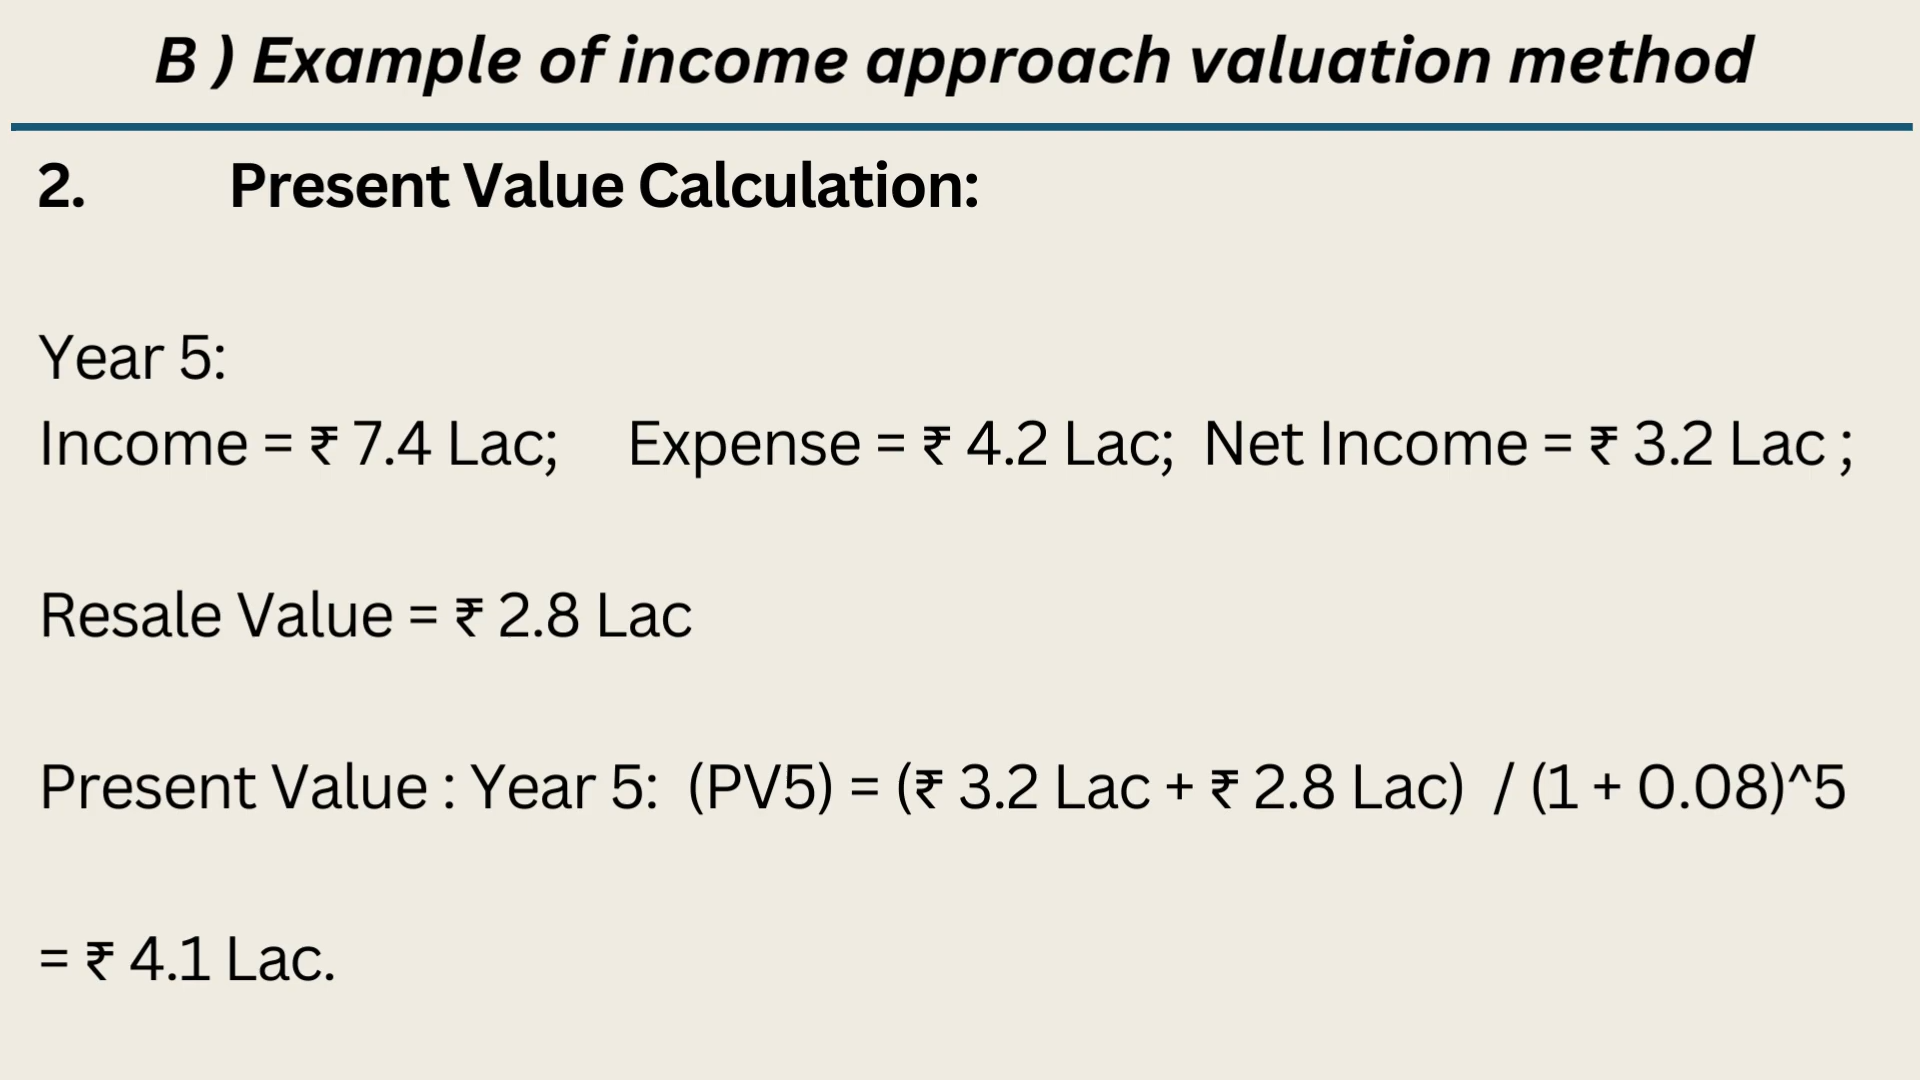 B ) Example of income approach valuation method
2. Present Value Calculation:
Year 5:
Income = ₹ 7.4 Lac; Expense = ₹ 4.2 Lac; Net Income = ₹ 3.2 Lac ;
Resale Value = ₹ 2.8 Lac
Present Value : Year 5: (PV5) = (₹ 3.2 Lac + ₹ 2.8 Lac) / (1 + 0.08)^5
= ₹ 4.1 Lac.